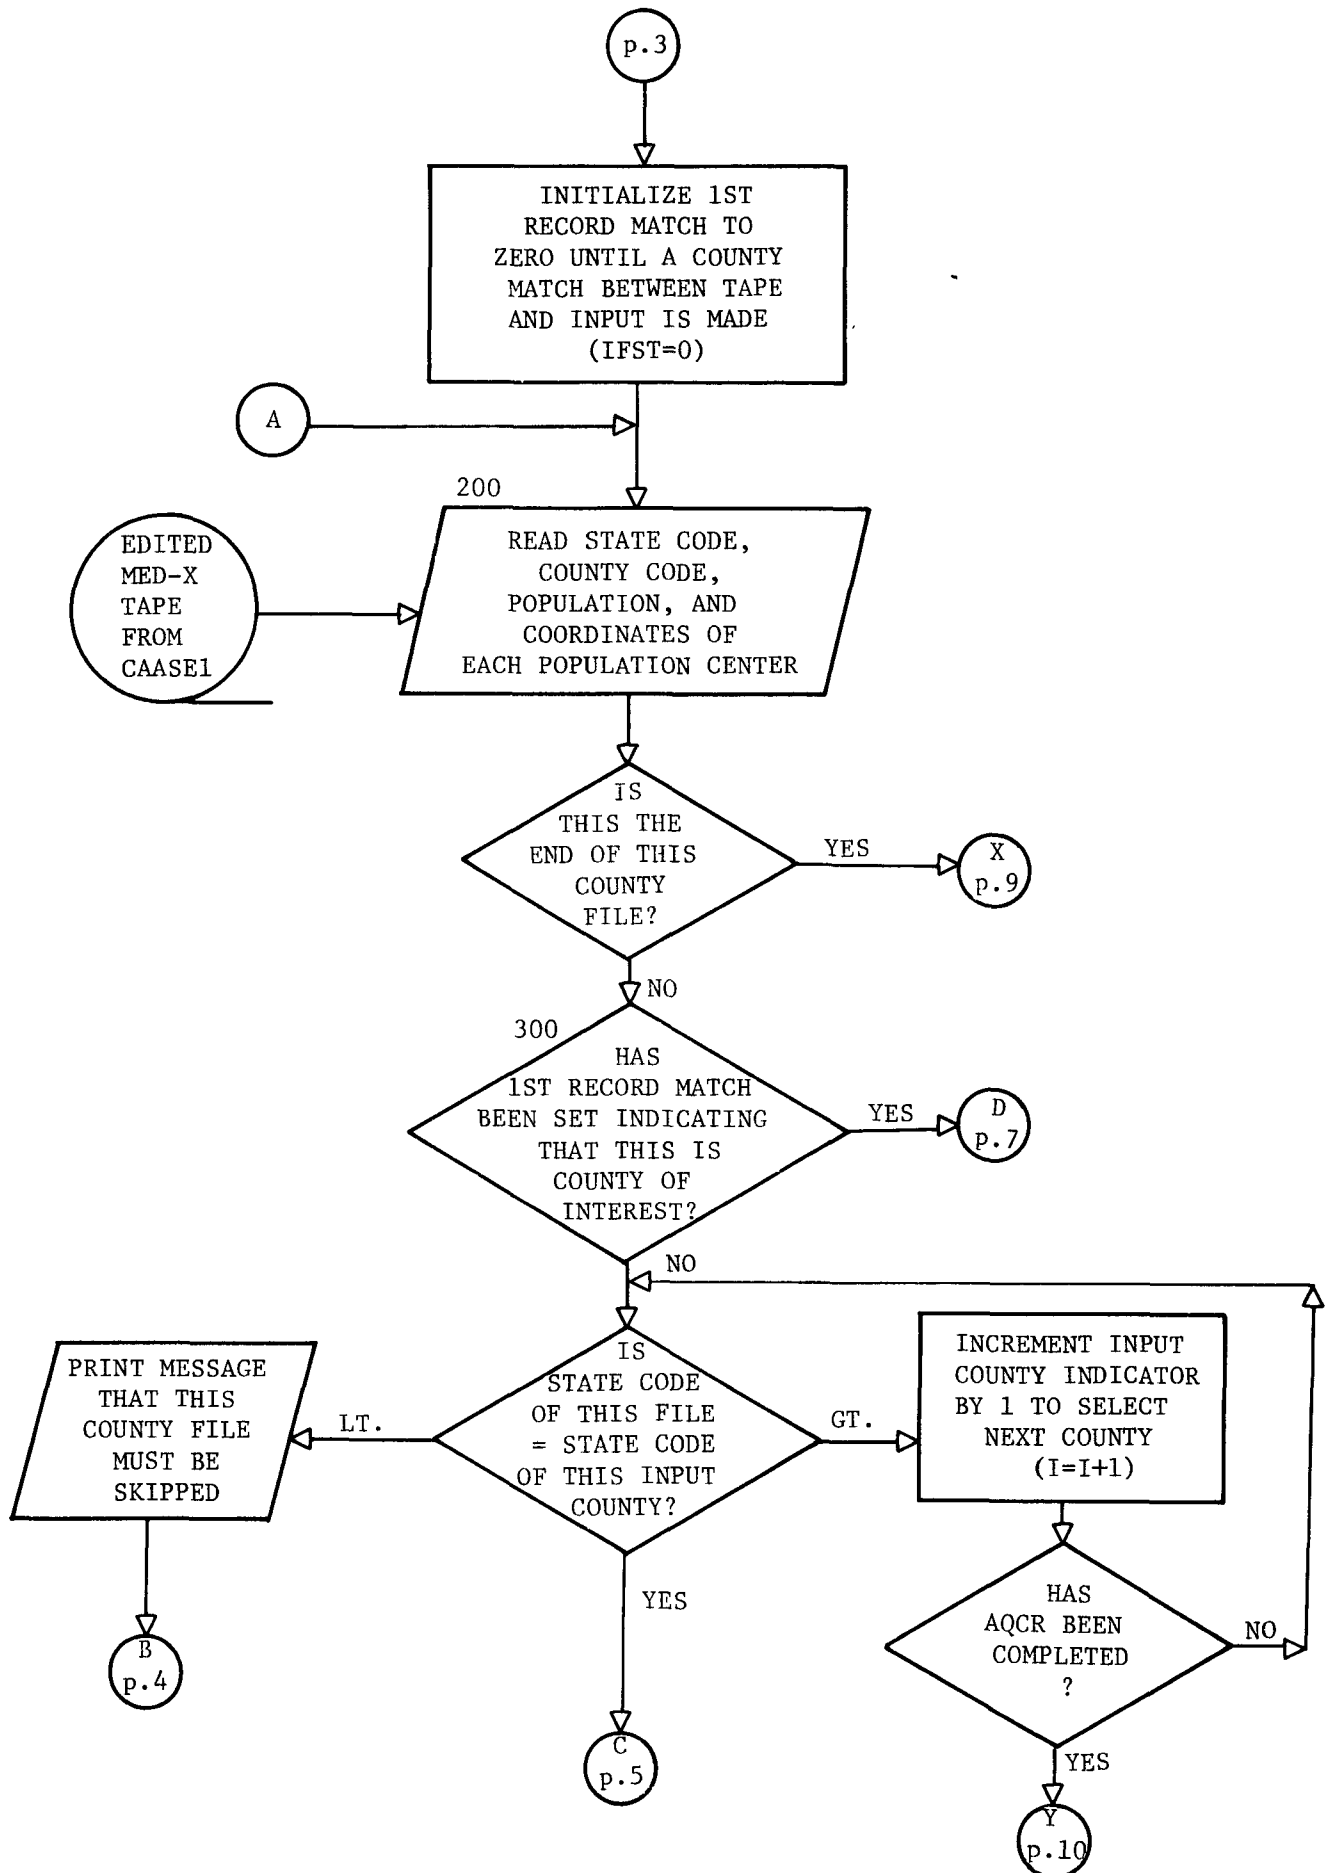 p.3
INITIALIZE 1ST
RECORD MATCH TO
ZERO UNTIL A COUNTY
MATCH BETWEEN TAPE
AND INPUT IS MADE
(IFST=0)
A
200
EDITED
MED-X
TAPE
FROM
CAASE1
READ STATE CODE,
COUNTY CODE,
POPULATION, AND
COORDINATES OF
EACH POPULATION CENTER
IS
THIS THE
END OF THIS
COUNTY
FILE?
YES
X
p.9
NO
300
HAS
1ST RECORD MATCH
BEEN SET INDICATING
THAT THIS IS
COUNTY OF
INTEREST?
YES
D
p.7
NO
PRINT MESSAGE
THAT THIS
COUNTY FILE
MUST BE
SKIPPED
LT.
IS
STATE CODE
OF THIS FILE
= STATE CODE
OF THIS INPUT
COUNTY?
GT.
INCREMENT INPUT
COUNTY INDICATOR
BY 1 TO SELECT
NEXT COUNTY
(I=I+1)
B
p.4
YES
C
p.5
HAS
AQCR BEEN
COMPLETED
?
NO
YES
Y
p.10